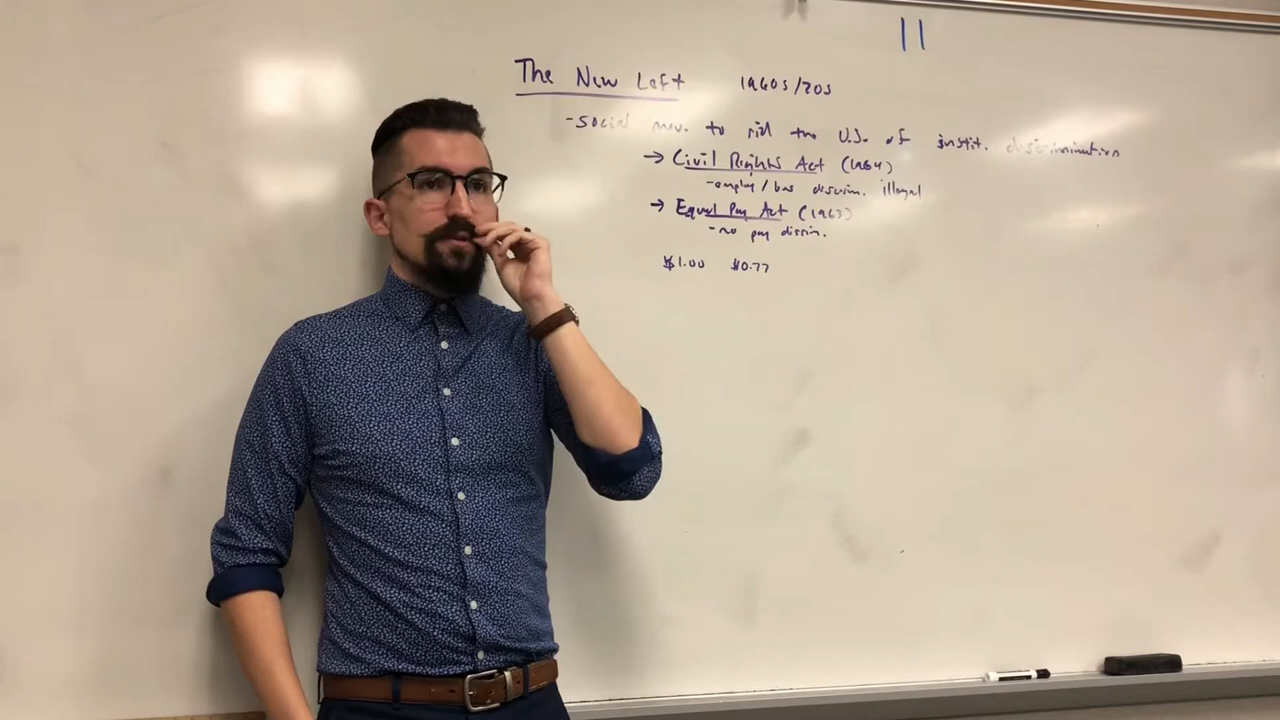 11
The New Left 1960s/70s
- social mov. to rid the U.S. of instit. discrimination
→ Civil Rights Act (1964)
- employ/bus discrim. illegal
→ Equal Pay Act (1963)
- no pay discrim.
$1.00 $0.77